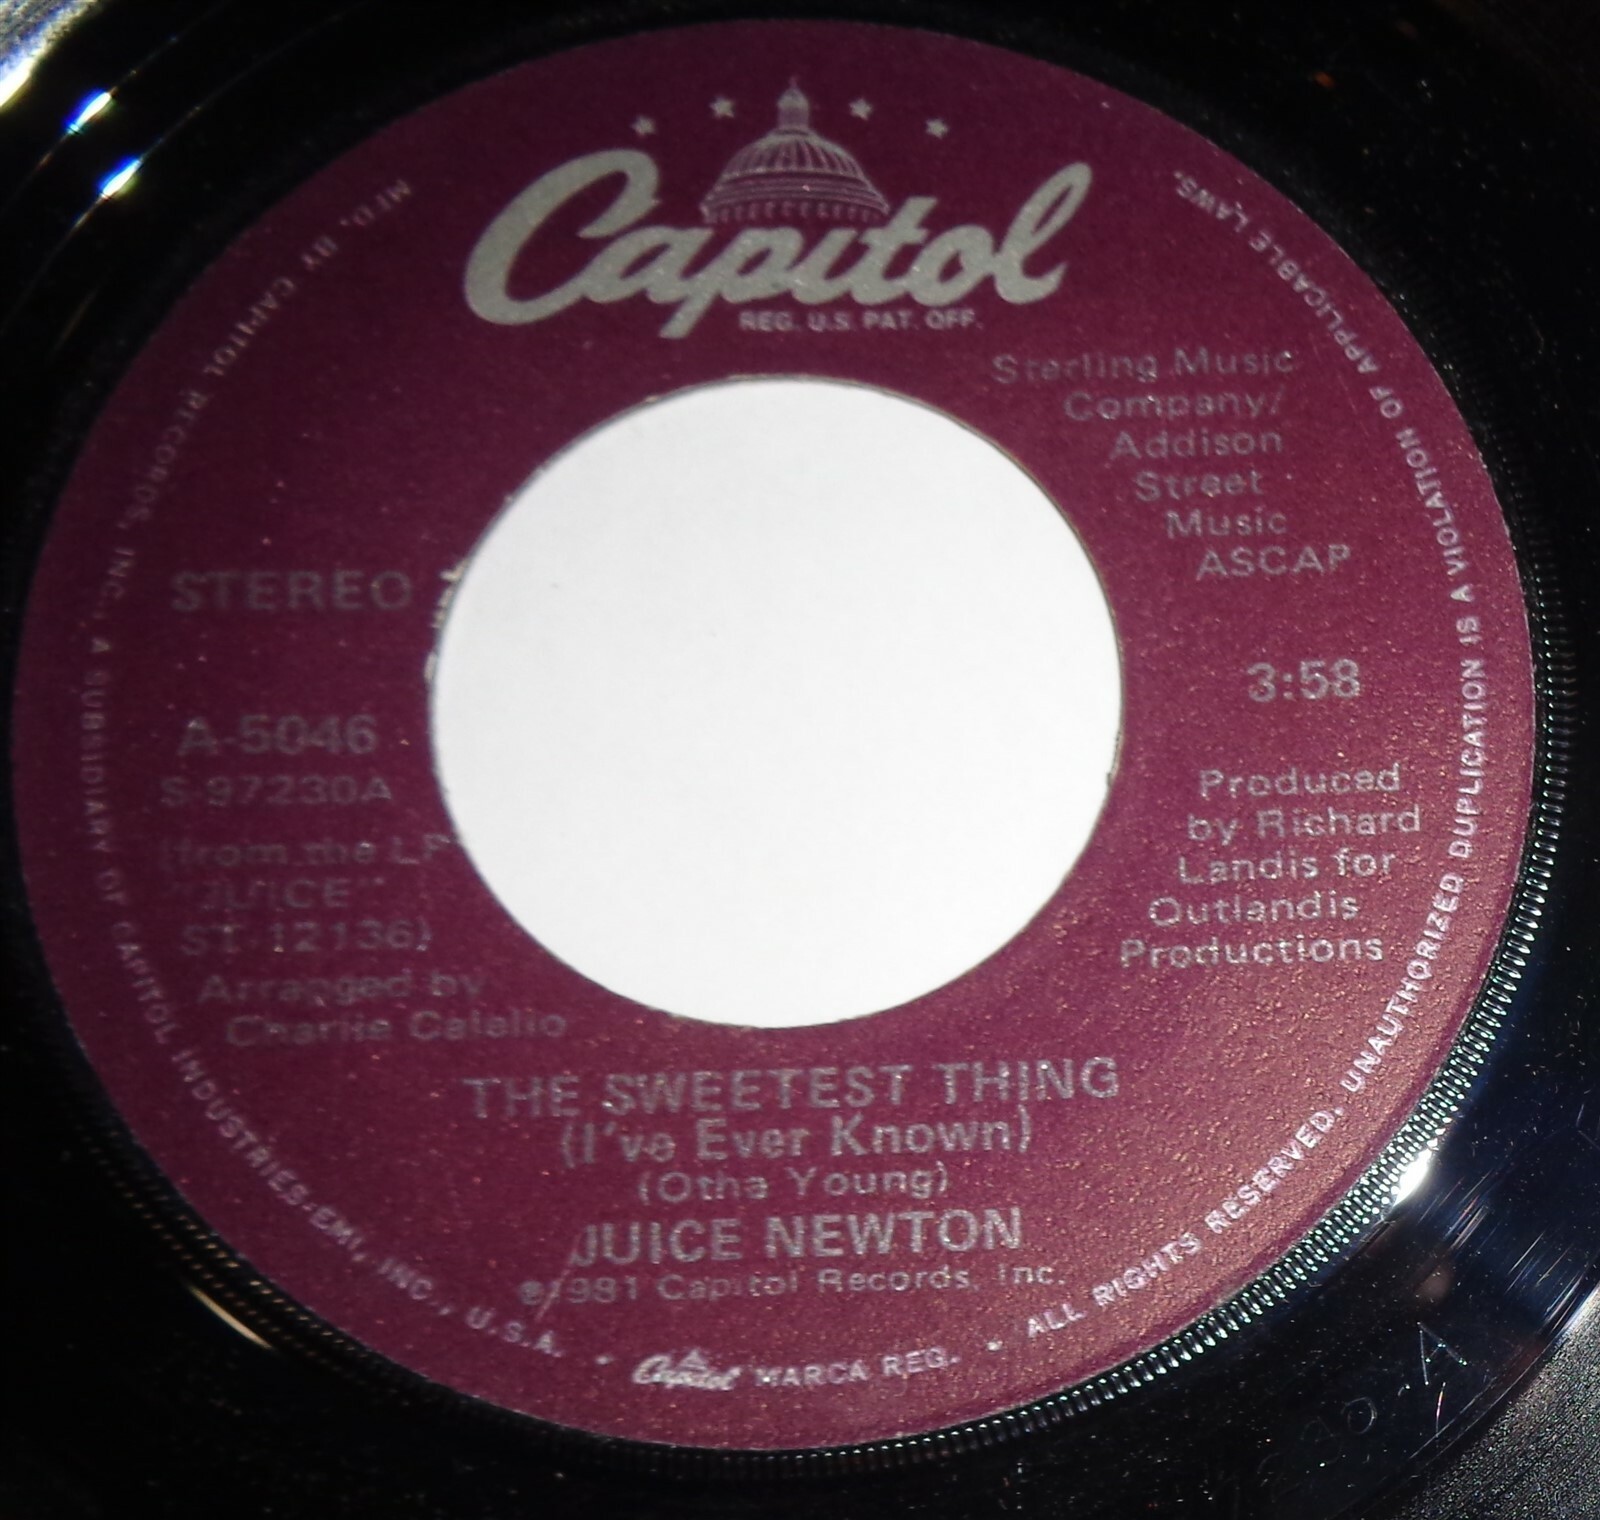 Capitol
REG. U.S. PAT. OFF.
Sterling Music
Company/
Addison
Street
Music
ASCAP
STEREO
3:58
A-5046
S-97230A
(from the LP
"JUICE"
ST-12136)
Arranged by
Charlie Calello
Produced
by Richard
Landis for
Outlandis
Productions
THE SWEETEST THING
(I've Ever Known)
(Otha Young)
JUICE NEWTON
℗1981 Capitol Records, Inc.
MFD. BY CAPITOL RECORDS, INC., A SUBSIDIARY OF CAPITOL INDUSTRIES-EMI, INC., U.S.A. • Capitol MARCA REG. • ALL RIGHTS RESERVED. UNAUTHORIZED DUPLICATION IS A VIOLATION OF APPLICABLE LAWS.